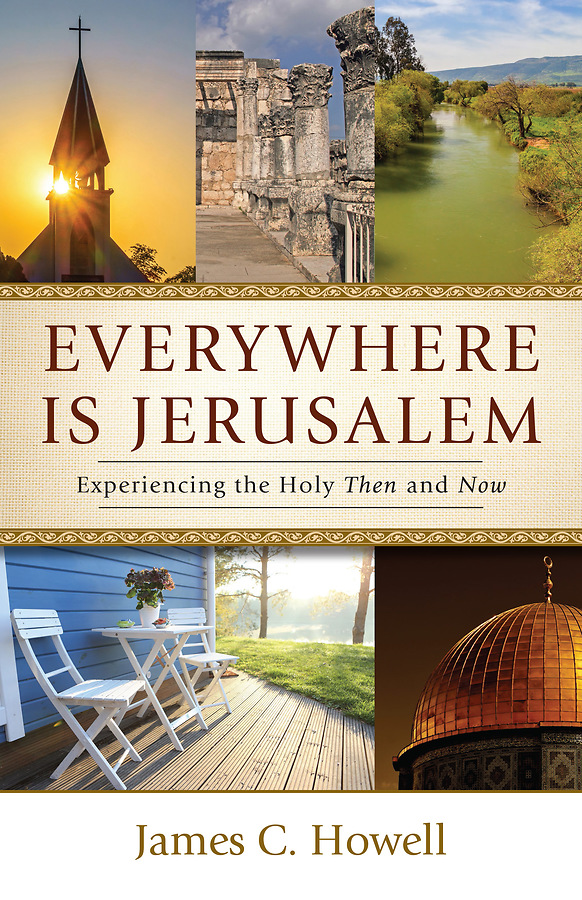 EVERYWHERE
IS JERUSALEM
Experiencing the Holy Then and Now
James C. Howell